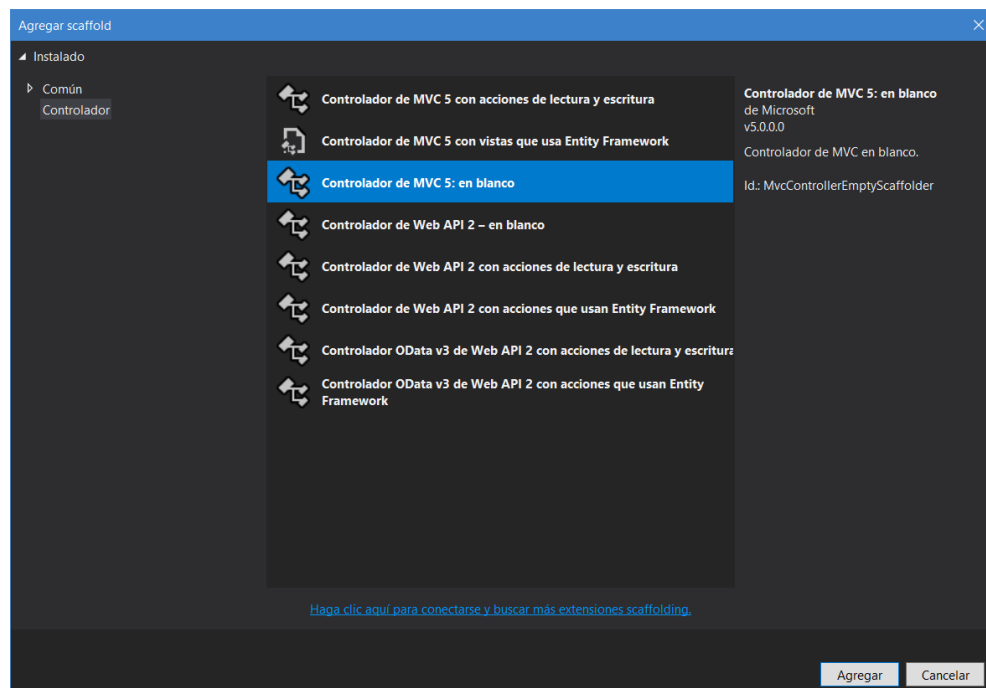 Agregar scaffold
Instalado
Común
Controlador
Controlador de MVC 5 con acciones de lectura y escritura
Controlador de MVC 5 con vistas que usa Entity Framework
Controlador de MVC 5: en blanco
Controlador de Web API 2 – en blanco
Controlador de Web API 2 con acciones de lectura y escritura
Controlador de Web API 2 con acciones que usan Entity Framework
Controlador OData v3 de Web API 2 con acciones de lectura y escritura
Controlador OData v3 de Web API 2 con acciones que usan Entity
Framework
Controlador de MVC 5: en blanco
de Microsoft
v5.0.0.0
Controlador de MVC en blanco.
Id.: MvcControllerEmptyScaffolder
Haga clic aquí para conectarse y buscar más extensiones scaffolding.
Agregar
Cancelar